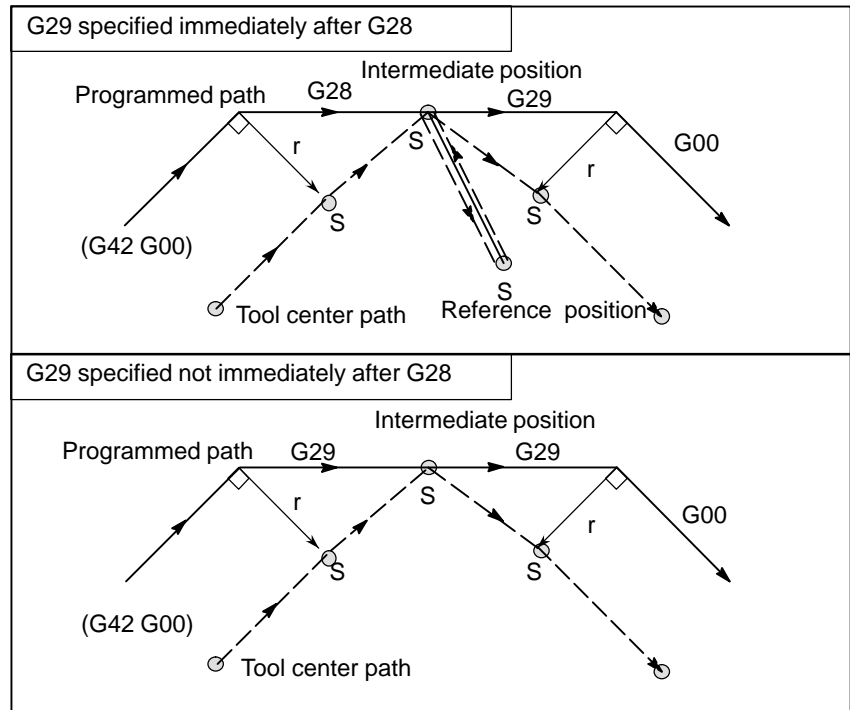 G29 specified immediately after G28
Intermediate position
Programmed path
G28
G29
S
G00
r
r
S
S
(G42 G00)
S
Tool center path
Reference position
G29 specified not immediately after G28
Intermediate position
Programmed path
G29
G29
S
r
G00
r
S
S
(G42 G00)
Tool center path